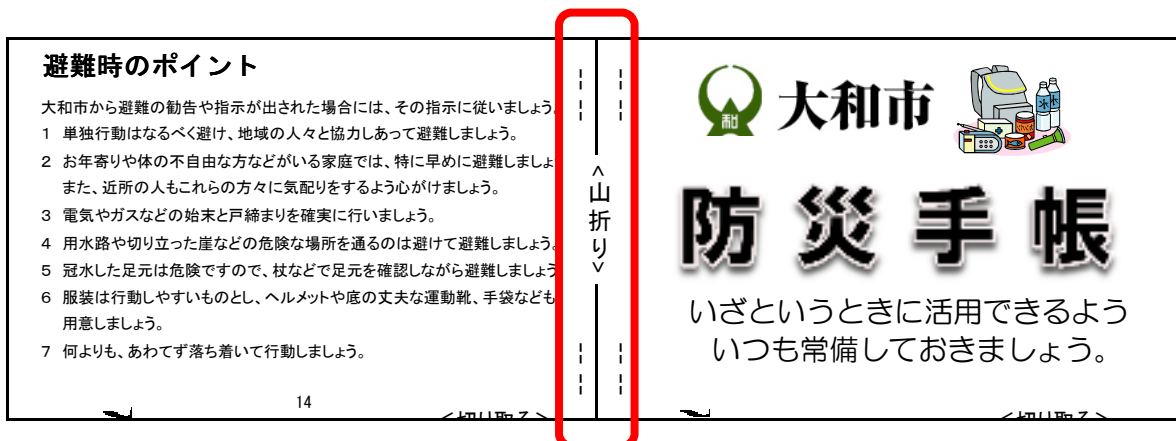 避難時のポイント
大和市から避難の勧告や指示が出された場合には、その指示に従いましょう。
1 単独行動はなるべく避け、地域の人々と協力しあって避難しましょう。
2 お年寄りや体の不自由な方などがいる家庭では、特に早めに避難しましょ
また、近所の人もこれらの方々に気配りをするよう心がけましょう。
3 電気やガスなどの始末と戸締まりを確実に行いましょう。
4 用水路や切り立った崖などの危険な場所を通るのは避けて避難しましょう。
5 冠水した足元は危険ですので、杖などで足元を確認しながら避難しましょう
6 服装は行動しやすいものとし、ヘルメットや底の丈夫な運動靴、手袋なども
用意しましょう。
7 何よりも、あわてず落ち着いて行動しましょう。
14
<切り取る>
<山折り>
和
大和市
水
水
防災手帳
いざというときに活用できるよう
いつも常備しておきましょう。
<切り取る>